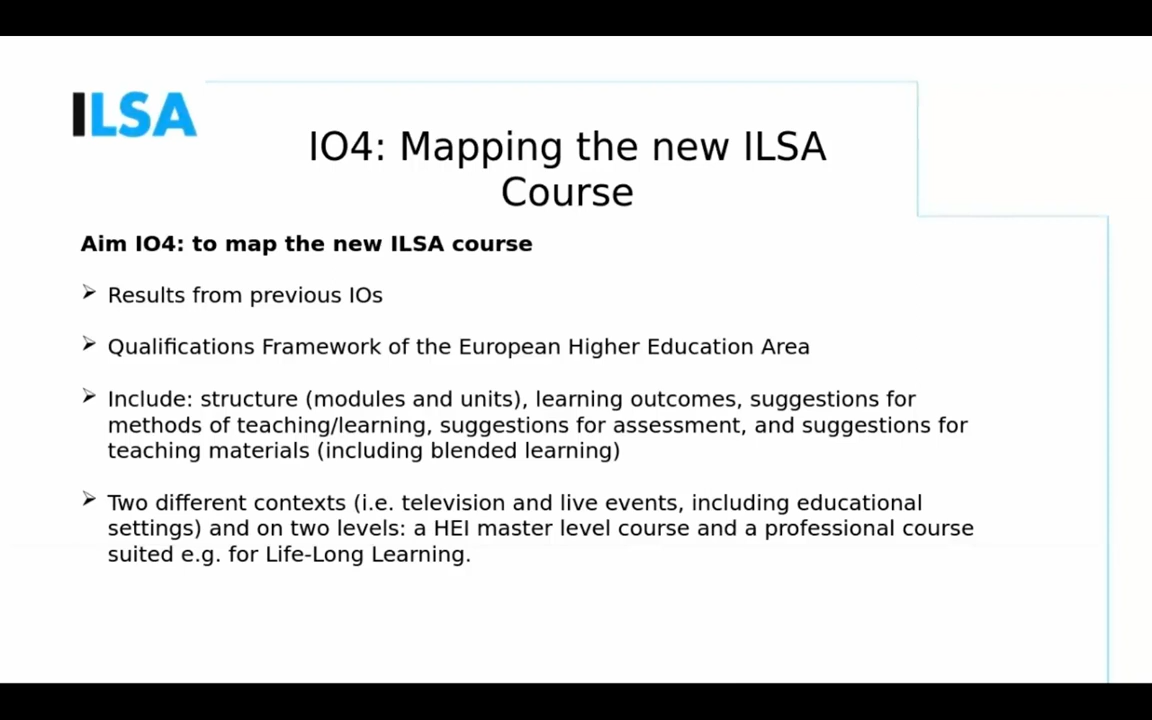 ILSA
IO4: Mapping the new ILSA
Course
Aim IO4: to map the new ILSA course
➢ Results from previous IOs
➢ Qualifications Framework of the European Higher Education Area
➢ Include: structure (modules and units), learning outcomes, suggestions for
methods of teaching/learning, suggestions for assessment, and suggestions for
teaching materials (including blended learning)
➢ Two different contexts (i.e. television and live events, including educational
settings) and on two levels: a HEI master level course and a professional course
suited e.g. for Life-Long Learning.